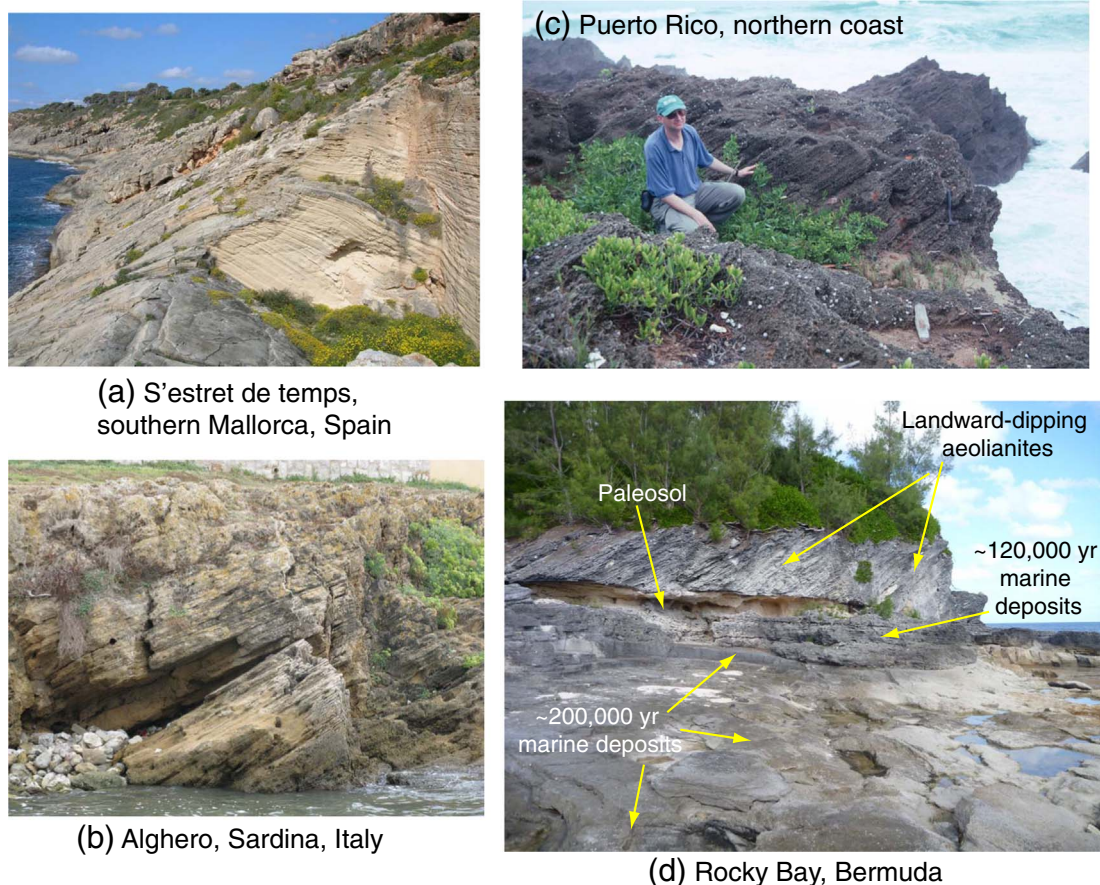 (a) S'estret de temps,
southern Mallorca, Spain
(b) Alghero, Sardina, Italy
(c) Puerto Rico, northern coast
Landward-dipping
aeolianites
Paleosol
~120,000 yr
marine
deposits
~200,000 yr
marine deposits
(d) Rocky Bay, Bermuda